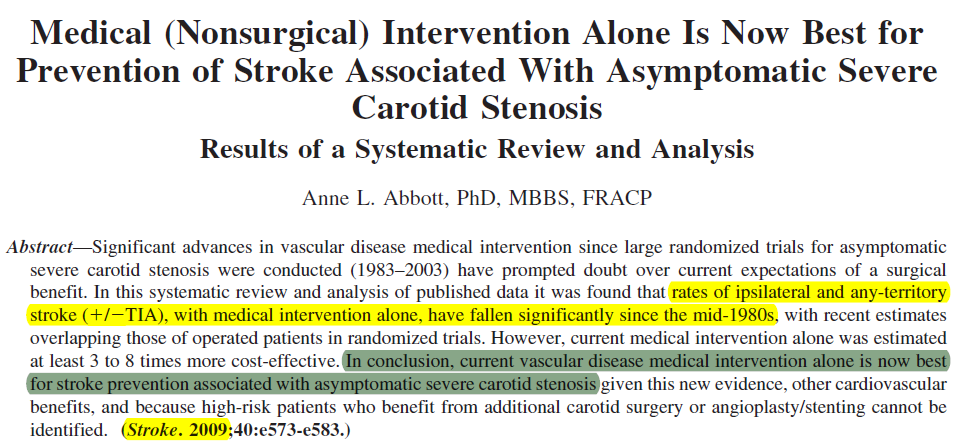 Medical (Nonsurgical) Intervention Alone Is Now Best for
Prevention of Stroke Associated With Asymptomatic Severe
Carotid Stenosis
Results of a Systematic Review and Analysis
Anne L. Abbott, PhD, MBBS, FRACP
Abstract—Significant advances in vascular disease medical intervention since large randomized trials for asymptomatic
severe carotid stenosis were conducted (1983–2003) have prompted doubt over current expectations of a surgical
benefit. In this systematic review and analysis of published data it was found that rates of ipsilateral and any-territory
stroke (+/−TIA), with medical intervention alone, have fallen significantly since the mid-1980s, with recent estimates
overlapping those of operated patients in randomized trials. However, current medical intervention alone was estimated
at least 3 to 8 times more cost-effective. In conclusion, current vascular disease medical intervention alone is now best
for stroke prevention associated with asymptomatic severe carotid stenosis given this new evidence, other cardiovascular
benefits, and because high-risk patients who benefit from additional carotid surgery or angioplasty/stenting cannot be
identified. (Stroke. 2009;40:e573-e583.)